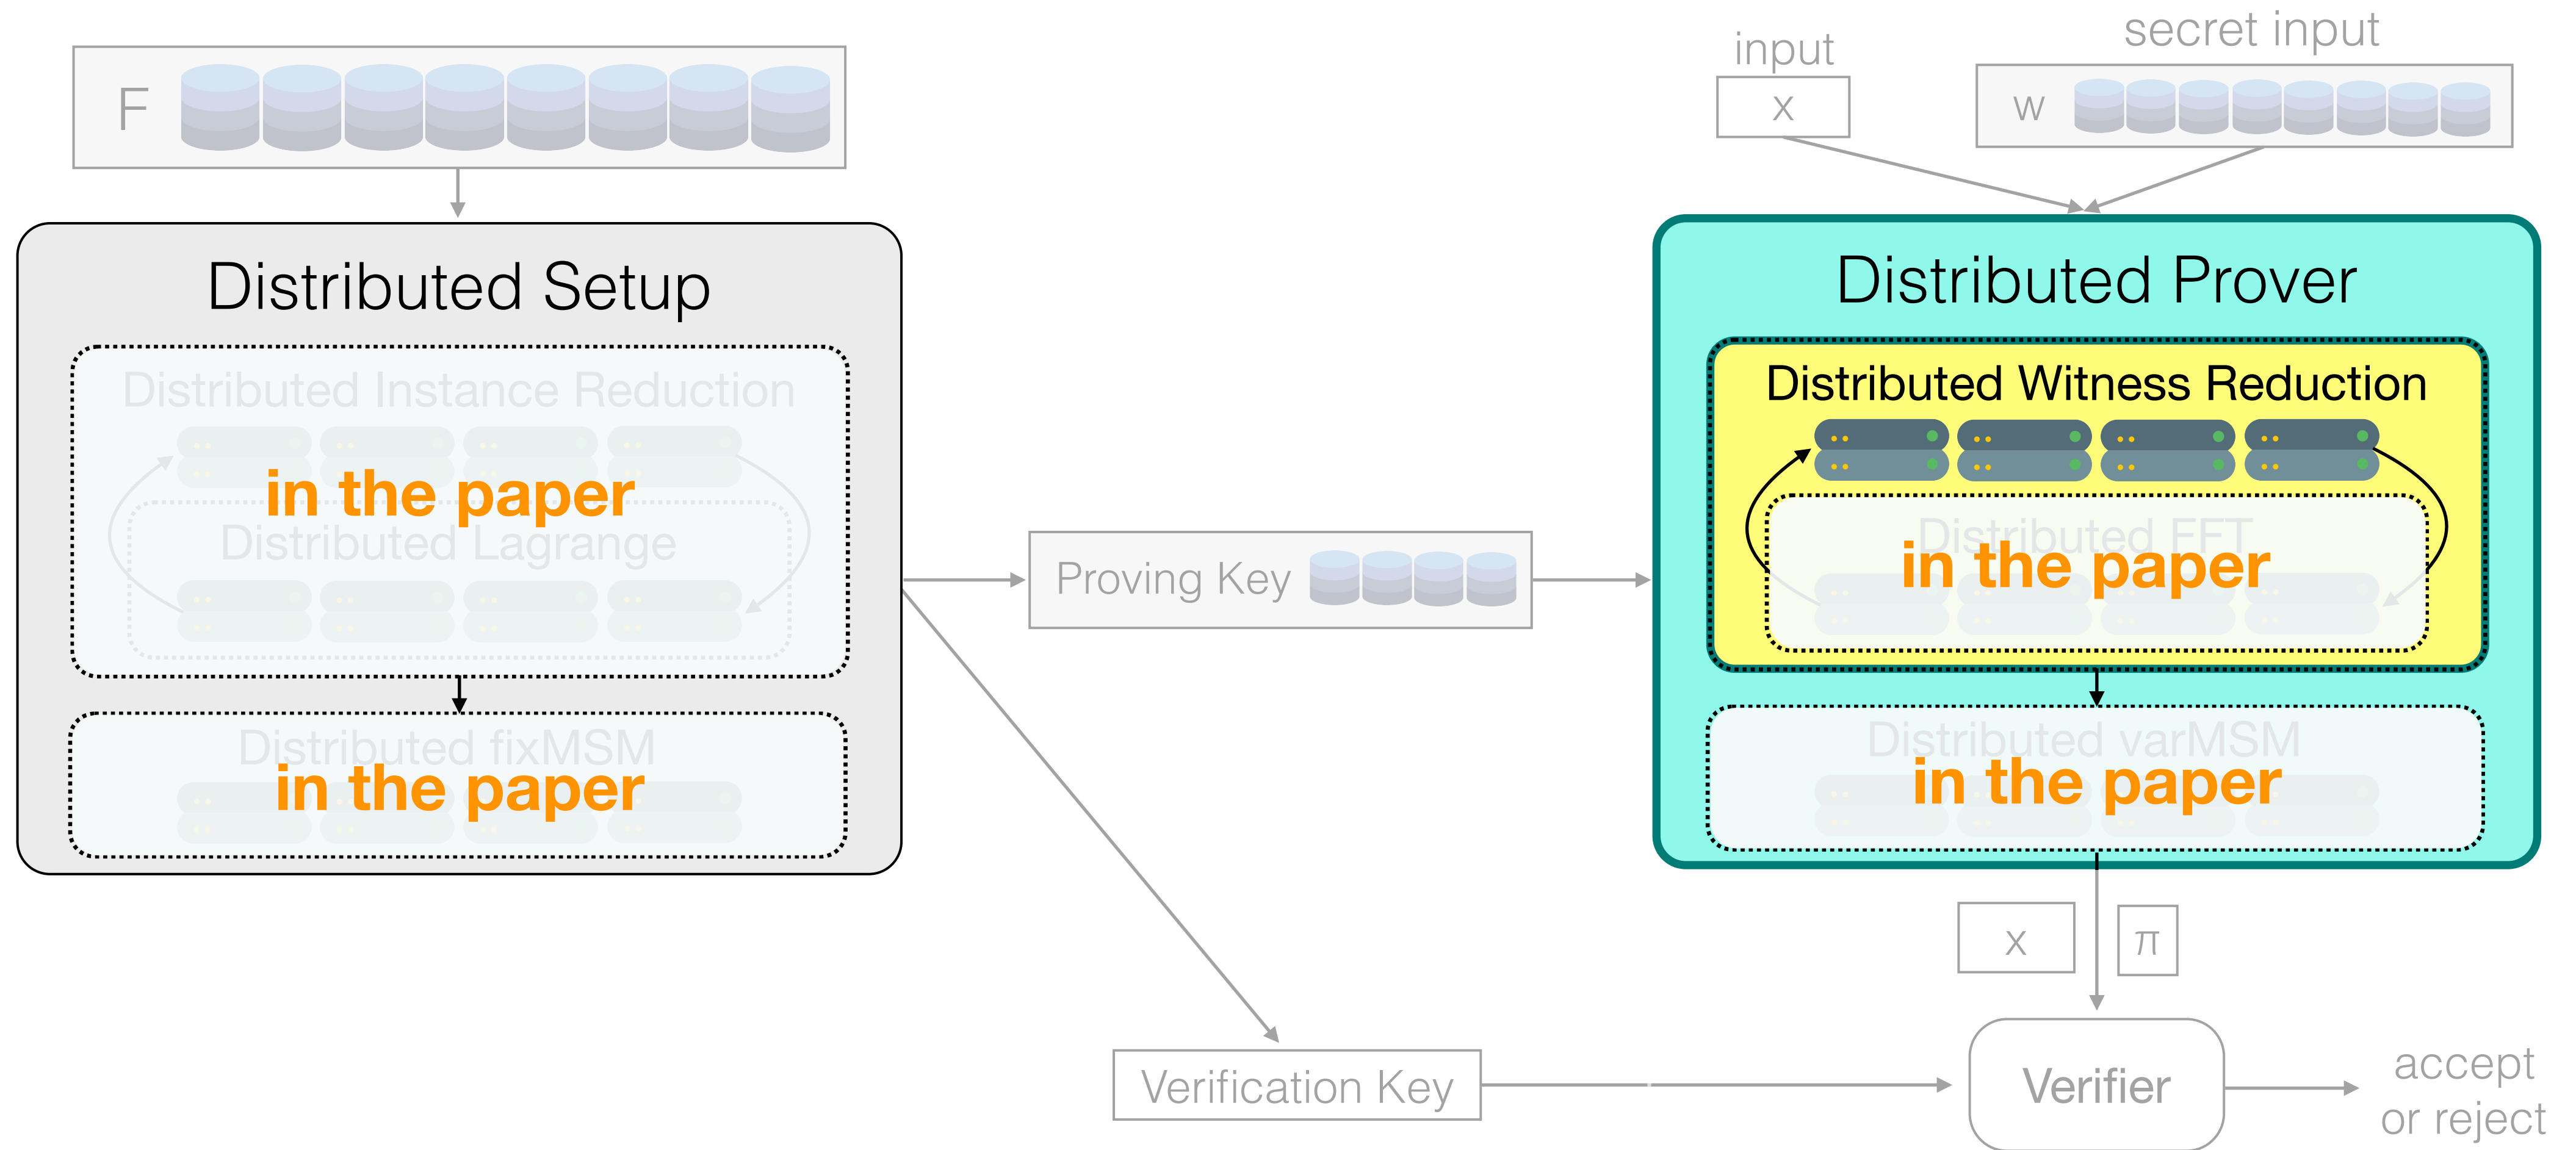 F
input
x
secret input
w
Distributed Setup
Distributed Instance Reduction
in the paper
Distributed Lagrange
Distributed fixMSM
in the paper
Proving Key
Distributed Prover
Distributed Witness Reduction
Distributed FFT
in the paper
Distributed varMSM
in the paper
x
π
Verification Key
Verifier
accept
or reject